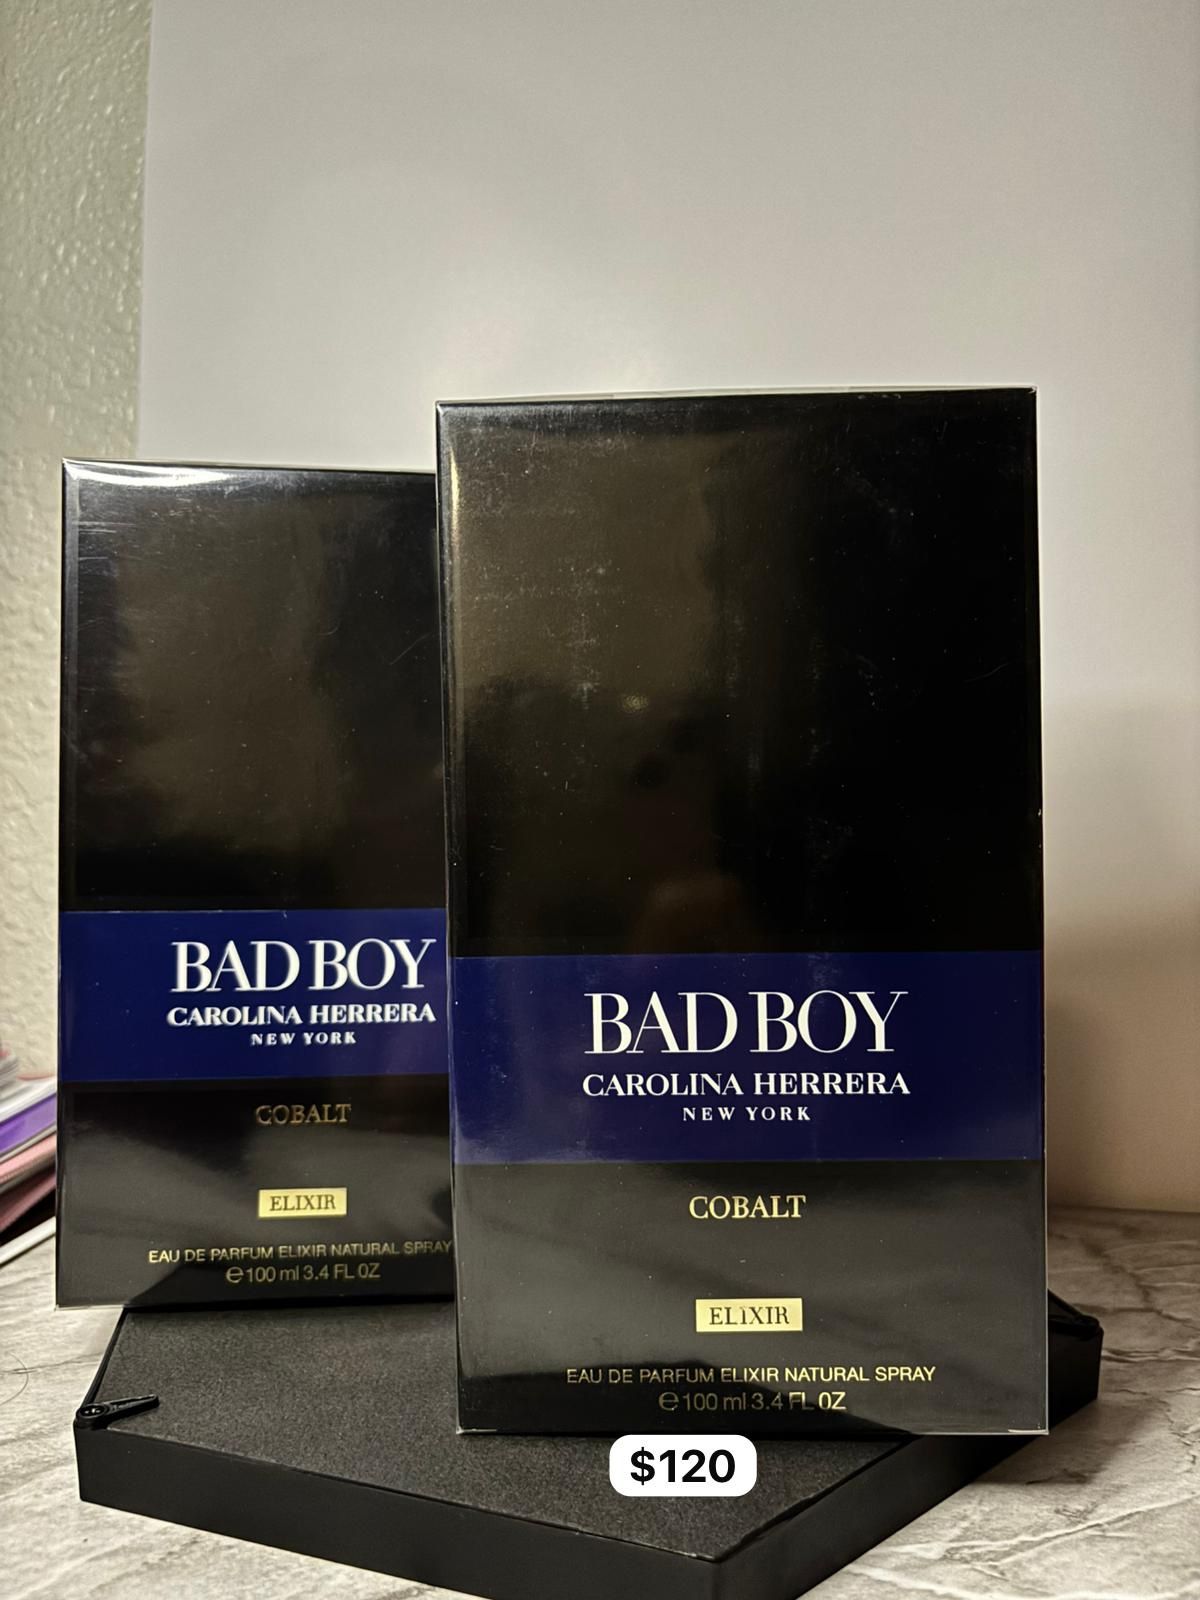 BAD BOY
CAROLINA HERRERA
NEW YORK
COBALT
ELIXIR
EAU DE PARFUM ELIXIR NATURAL SPRAY
℮100 ml 3.4 FL OZ
BAD BOY
CAROLINA HERRERA
NEW YORK
COBALT
ELIXIR
EAU DE PARFUM ELIXIR NATURAL SPRAY
℮100 ml 3.4 FL OZ
$120